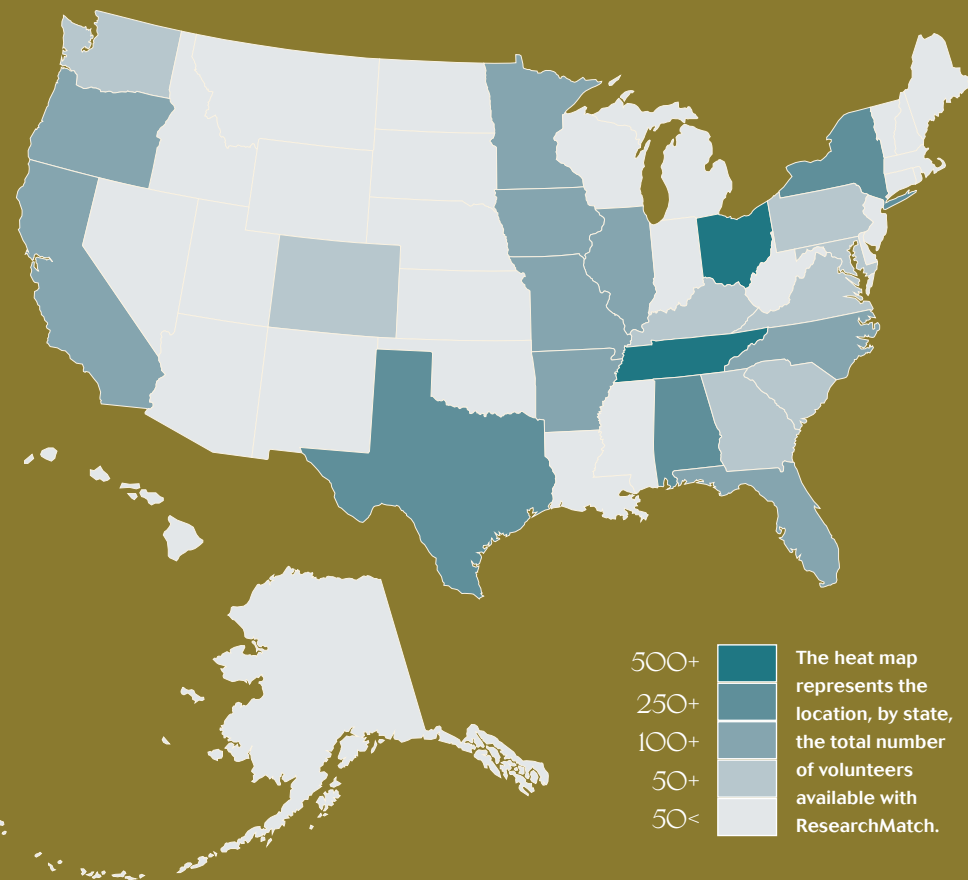 500+
250+
100+
50+
50<
The heat map
represents the
location, by state,
the total number
of volunteers
available with
ResearchMatch.